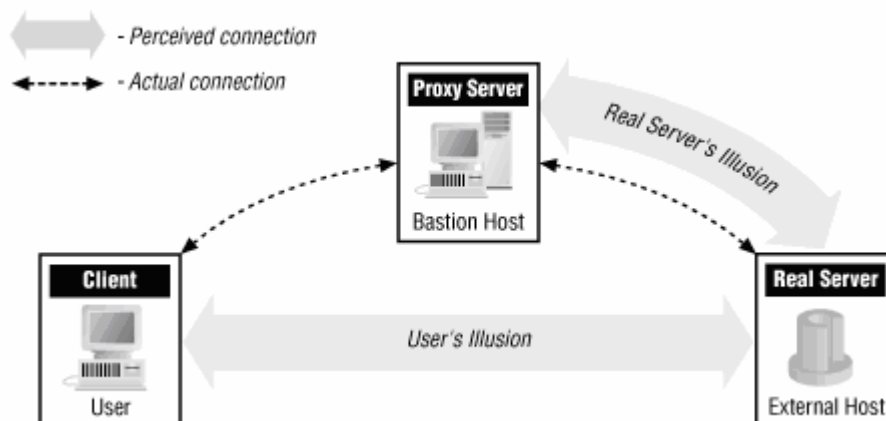 - Perceived connection
- Actual connection
Proxy Server
Bastion Host
Real Server's Illusion
Client
User
User's Illusion
Real Server
External Host